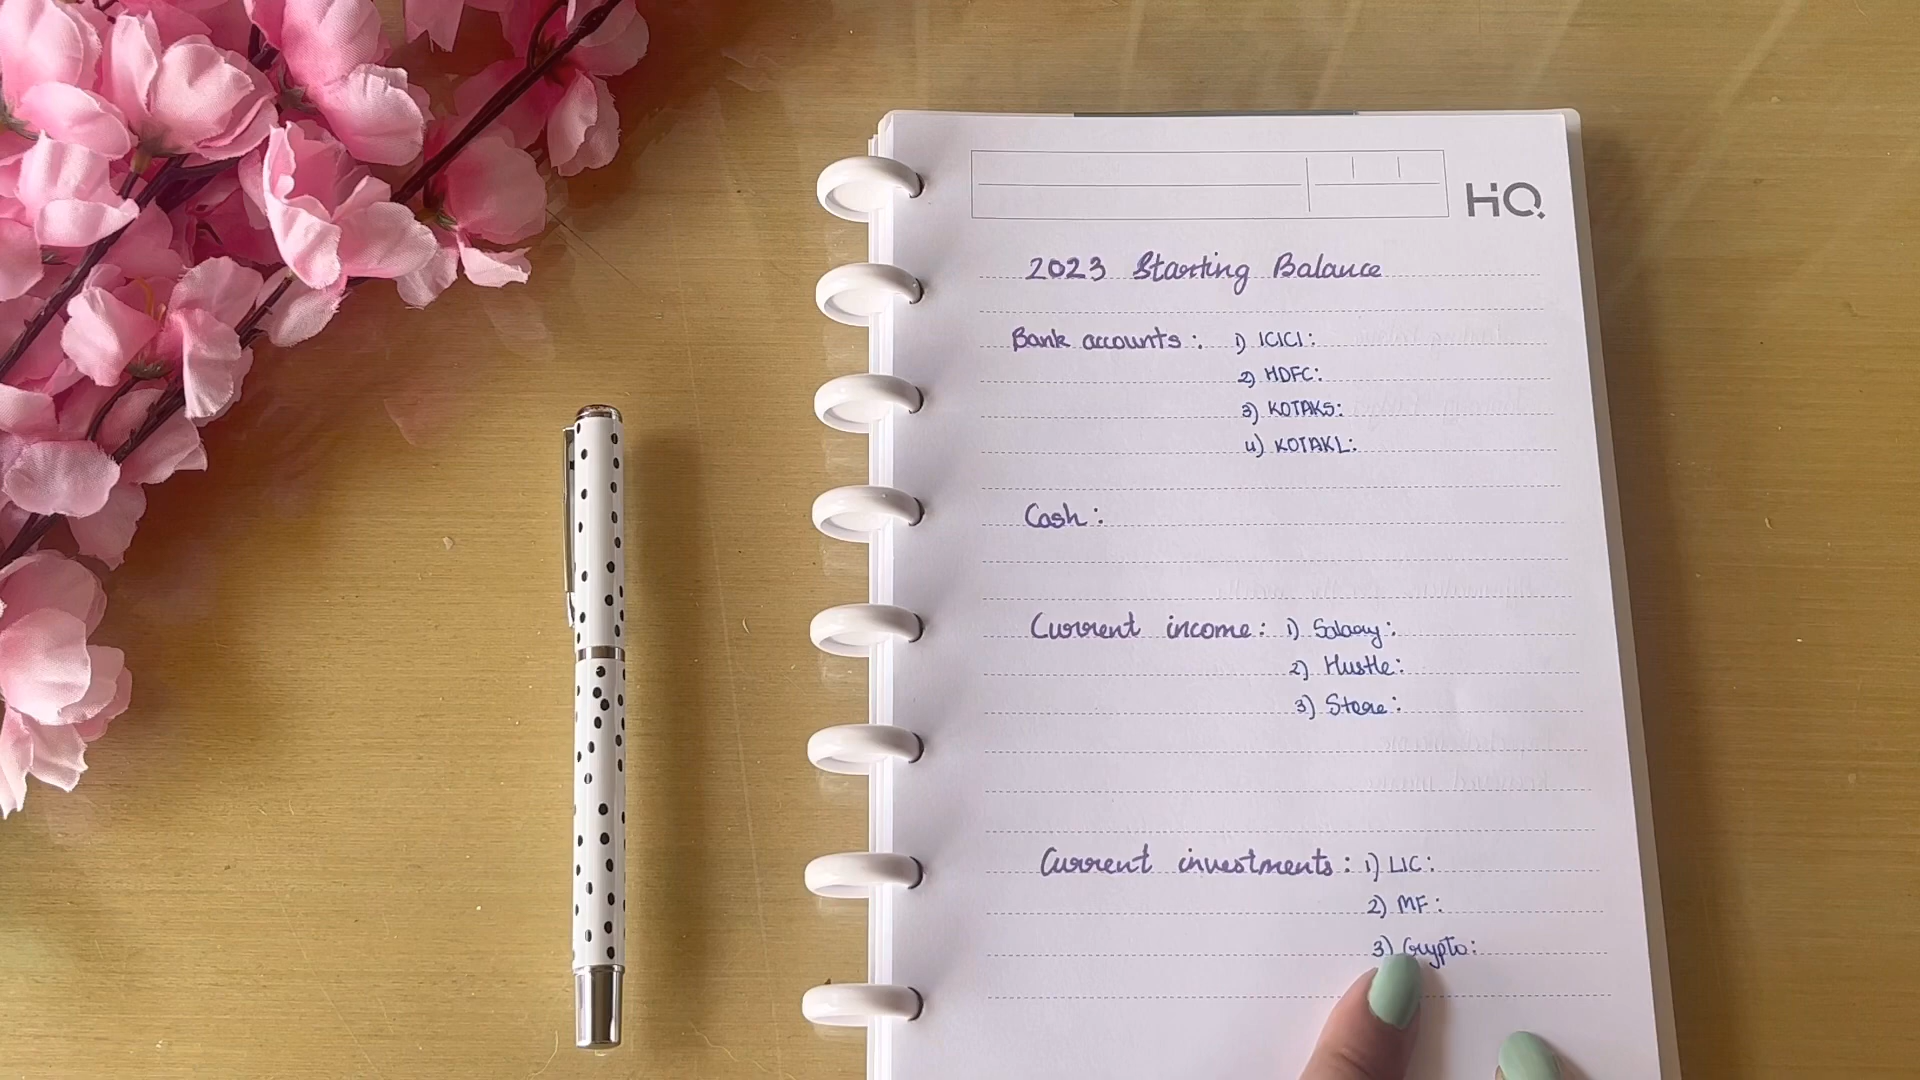 HQ
2023 Starting Balance
Bank accounts : 1) ICICI :
2) HDFC :
3) KOTAKS :
4) KOTAKL :
Cash :
Current income : 1) Salary :
2) Hustle :
3) Store :
Current investments : 1) LIC :
2) MF :
3) Crypto :